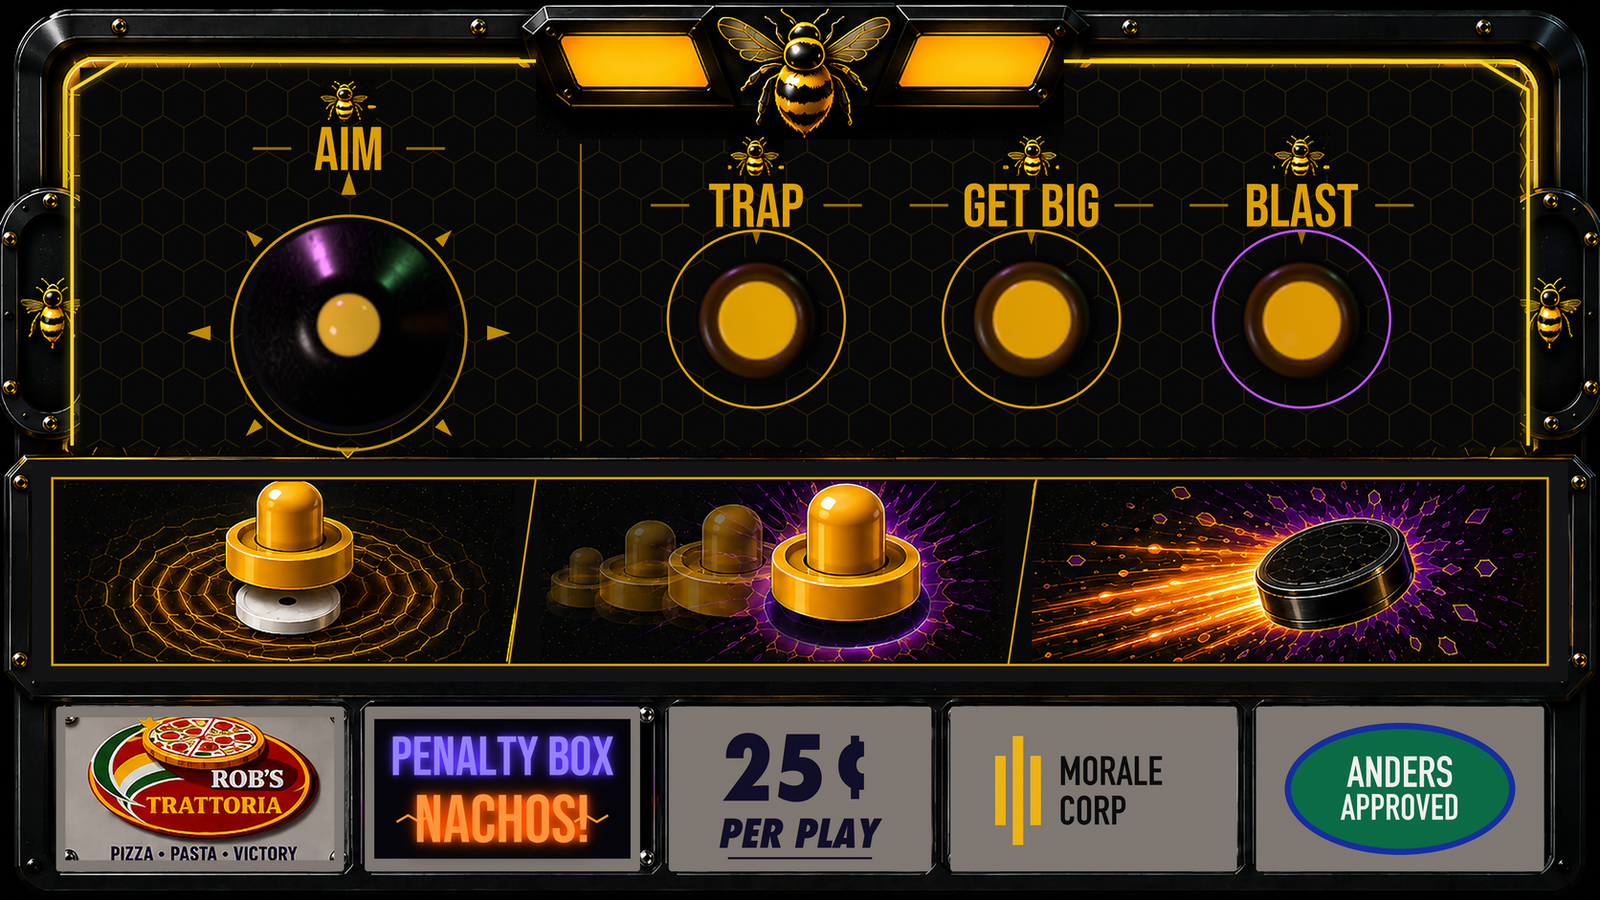 AIM
TRAP
GET BIG
BLAST
ROB'S
TRATTORIA
PIZZA • PASTA • VICTORY
PENALTY BOX
NACHOS!
25¢
PER PLAY
MORALE
CORP
ANDERS
APPROVED